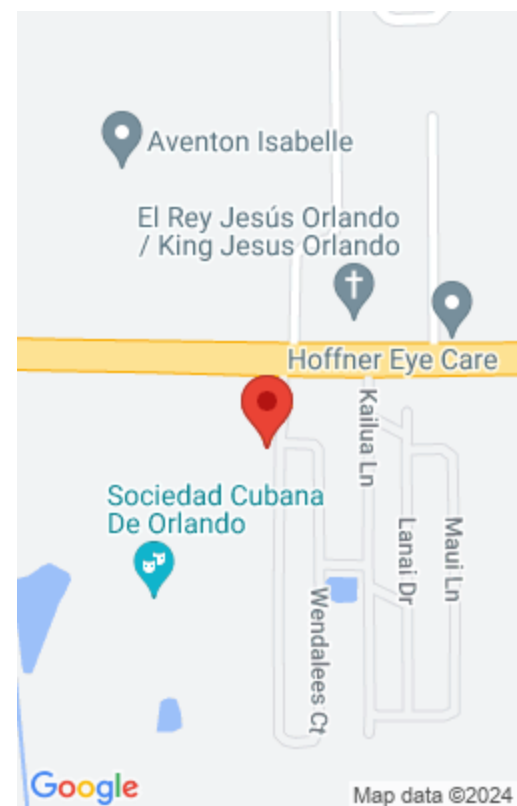 Aventon Isabelle
El Rey Jesús Orlando
/ King Jesus Orlando
Hoffner Eye Care
Kailua Ln
Sociedad Cubana
De Orlando
Lanai Dr
Maui Ln
Wendalees Ct
Google
Map data ©2024